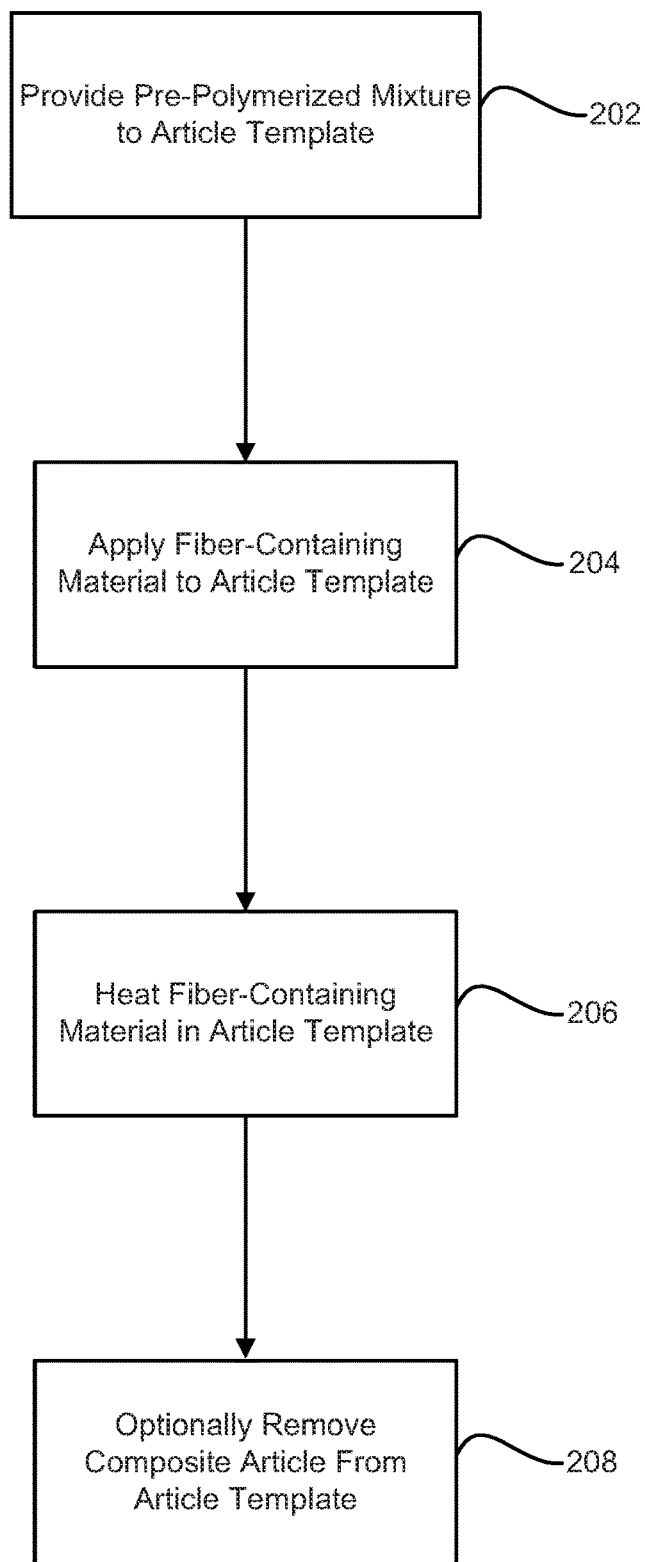 Provide Pre-Polymerized Mixture
to Article Template
202
Apply Fiber-Containing
Material to Article Template
204
Heat Fiber-Containing
Material in Article Template
206
Optionally Remove
Composite Article From
Article Template
208